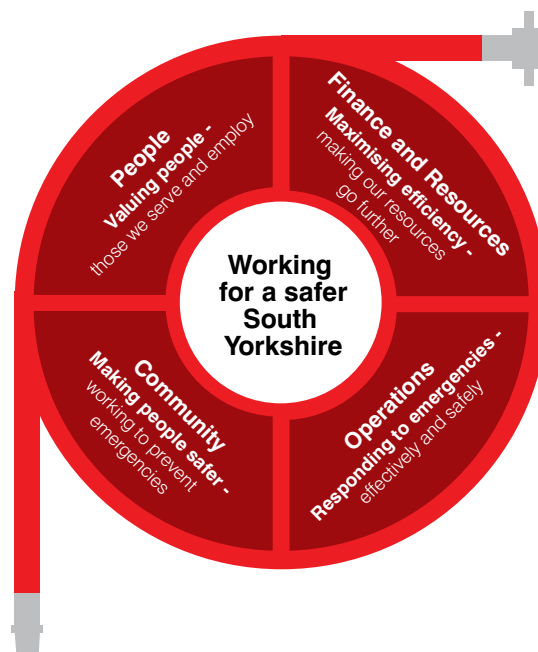 People
Valuing people -
those we serve and employ
Finance and Resources
Maximising efficiency -
making our resources
go further
Working
for a safer
South
Yorkshire
Community
Making people safer -
working to prevent
emergencies
Operations
Responding to emergencies -
effectively and safely